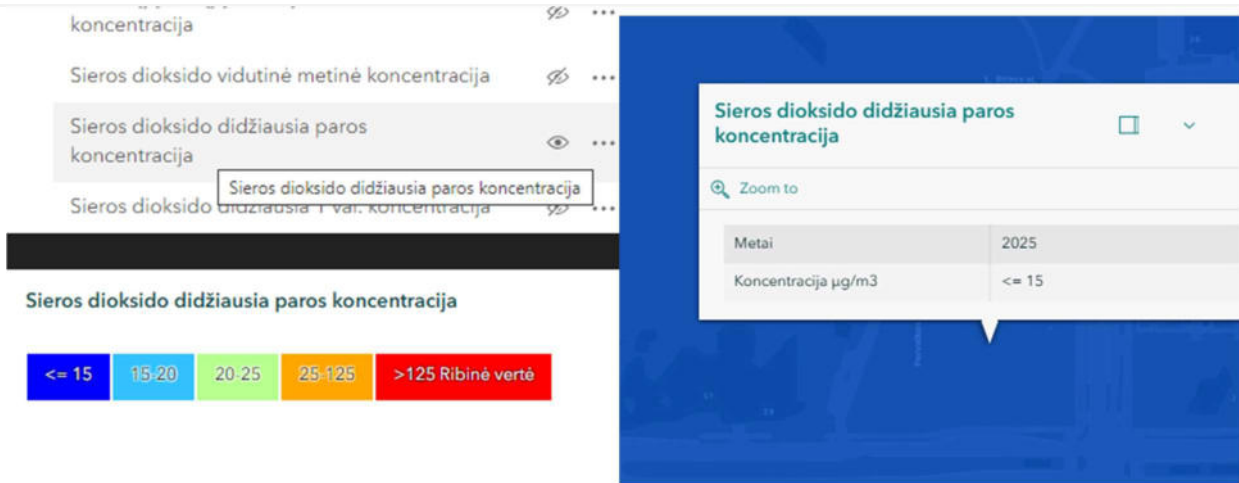 koncentracija
Sieros dioksido vidutinė metinė koncentracija
Sieros dioksido didžiausia paros
koncentracija
Sieros dioksido didžiausia paros koncentracija
Sieros dioksido didžiausia 1 val. koncentracija
Sieros dioksido didžiausia paros koncentracija
<= 15
15-20
20-25
25-125
>125 Ribinė vertė
Sieros dioksido didžiausia paros
koncentracija
Zoom to
Metai 2025
Koncentracija µg/m3 <= 15